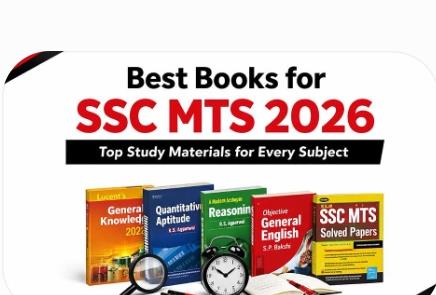 Best Books for
SSC MTS 2026
Top Study Materials for Every Subject
Lucent's
General
Knowledge
Quantitative
Aptitude
R.S. Aggarwal
A Modern Approach
Reasoning
R.S. Aggarwal
Objective
General
English
S.P. Bakshi
SSC MTS
Solved Papers